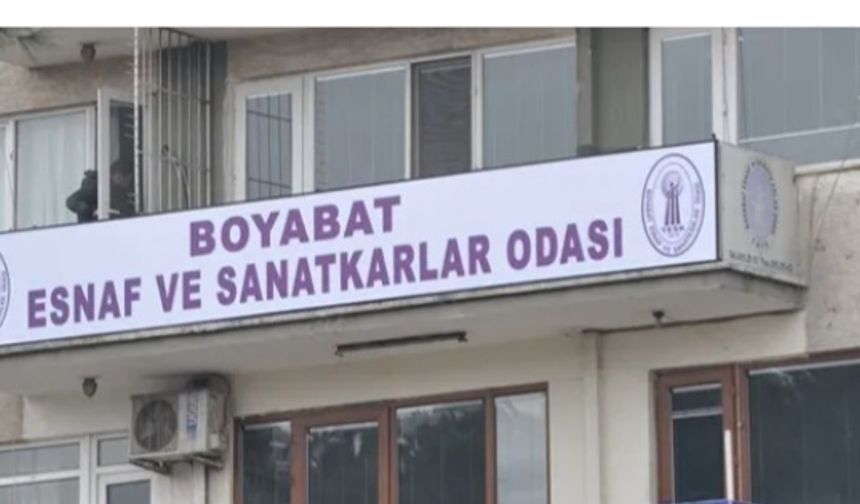 BOYABAT
ESNAF VE SANATKARLAR ODASI